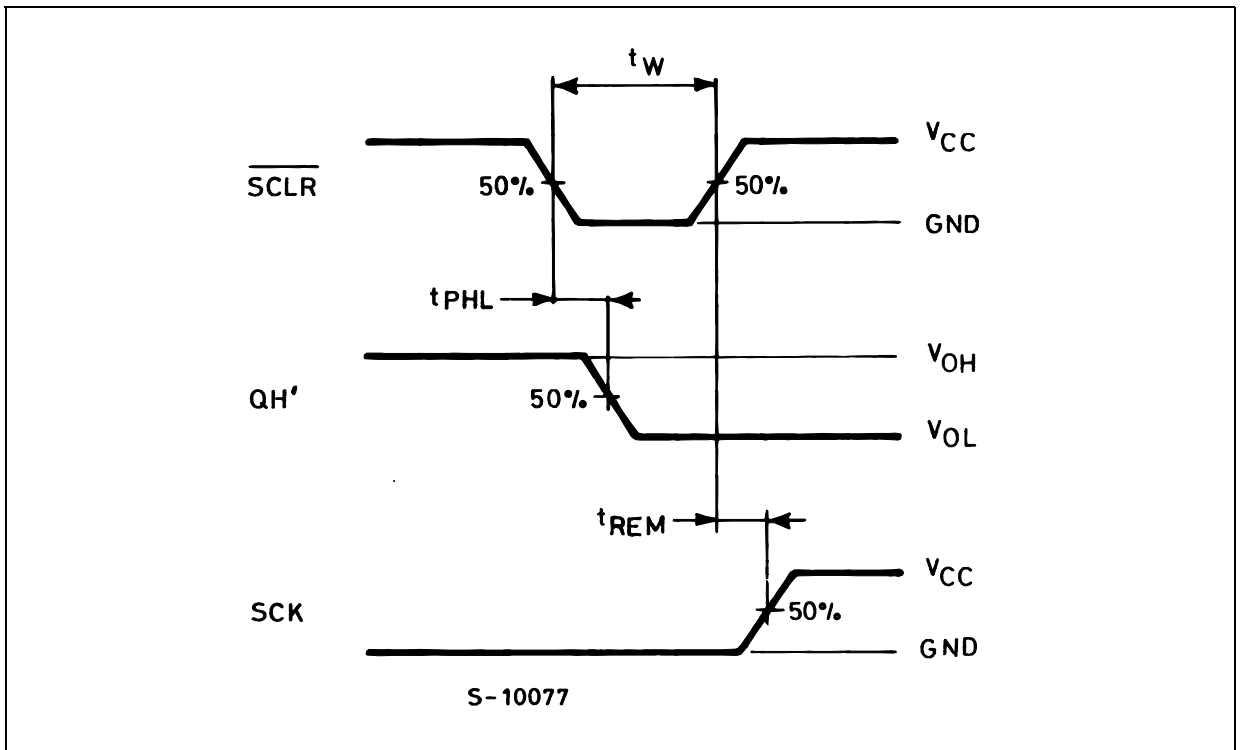 tW
VCC
SCLR
50%
50%
GND
tPHL
VOH
QH'
50%
VOL
tREM
VCC
SCK
50%
GND
S-10077